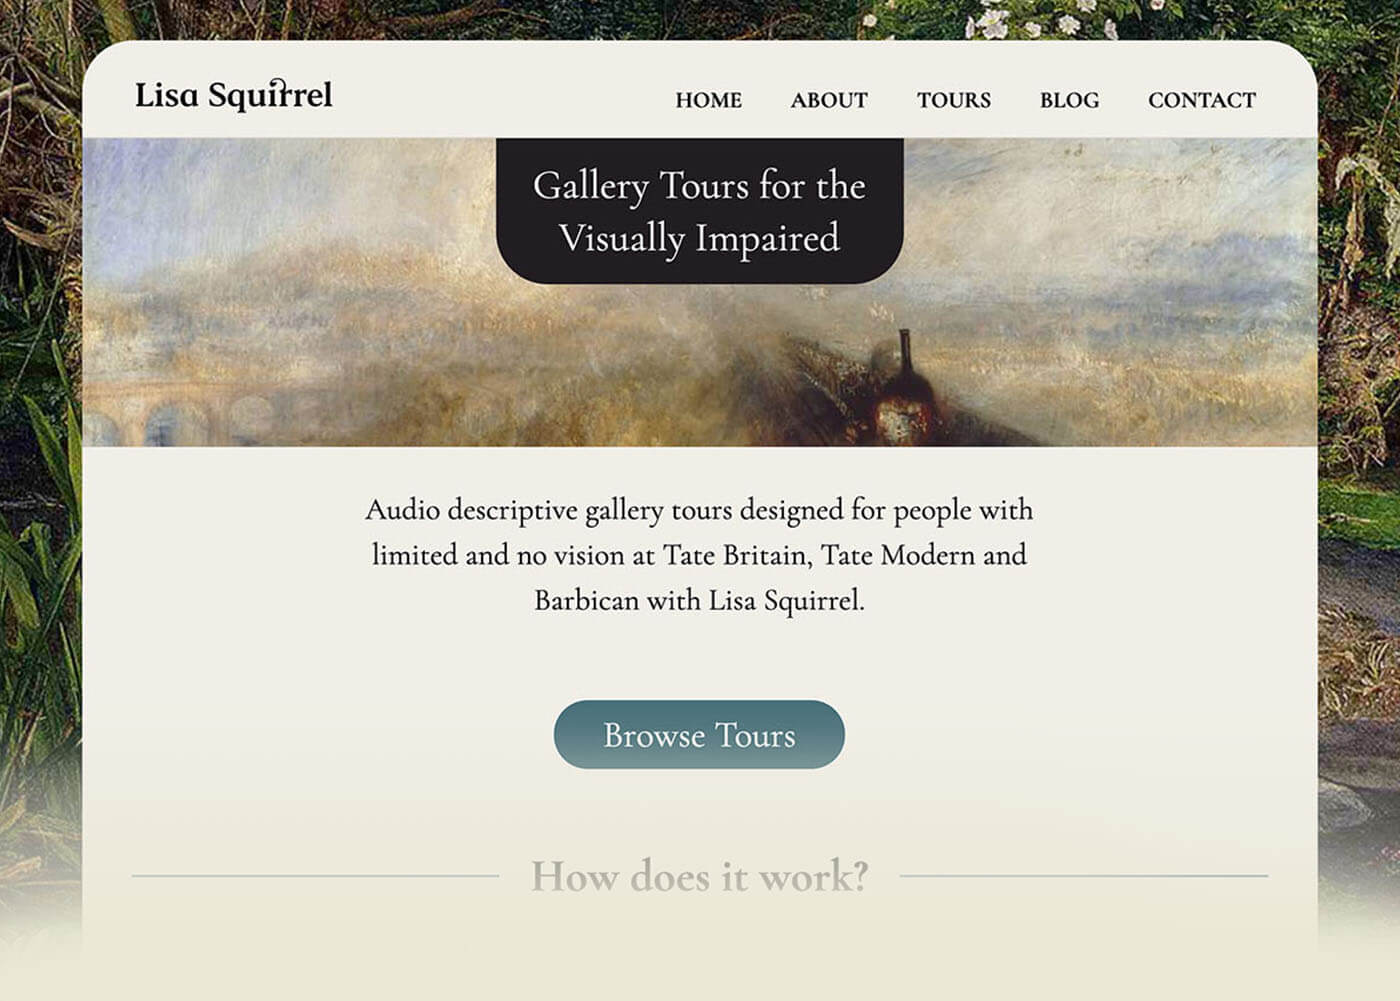 Lisa Squirrel
HOME ABOUT TOURS BLOG CONTACT
Gallery Tours for the
Visually Impaired
Audio descriptive gallery tours designed for people with
limited and no vision at Tate Britain, Tate Modern and
Barbican with Lisa Squirrel.
Browse Tours
How does it work?